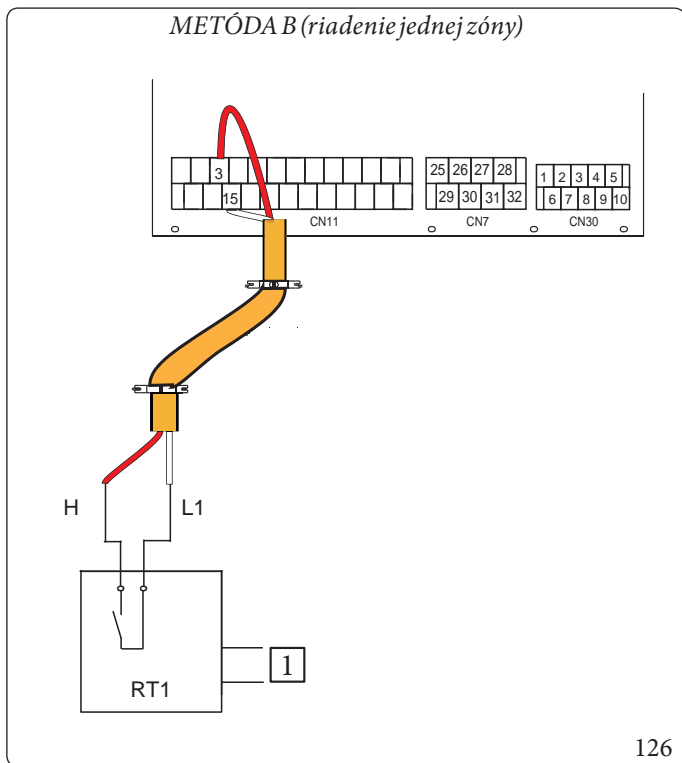 METÓDA B (riadenie jednej zóny)
3 25 26 27 28 1 2 3 4 5
15 29 30 31 32 6 7 8 9 10
CN11 CN7 CN30
H L1
1
RT1
126